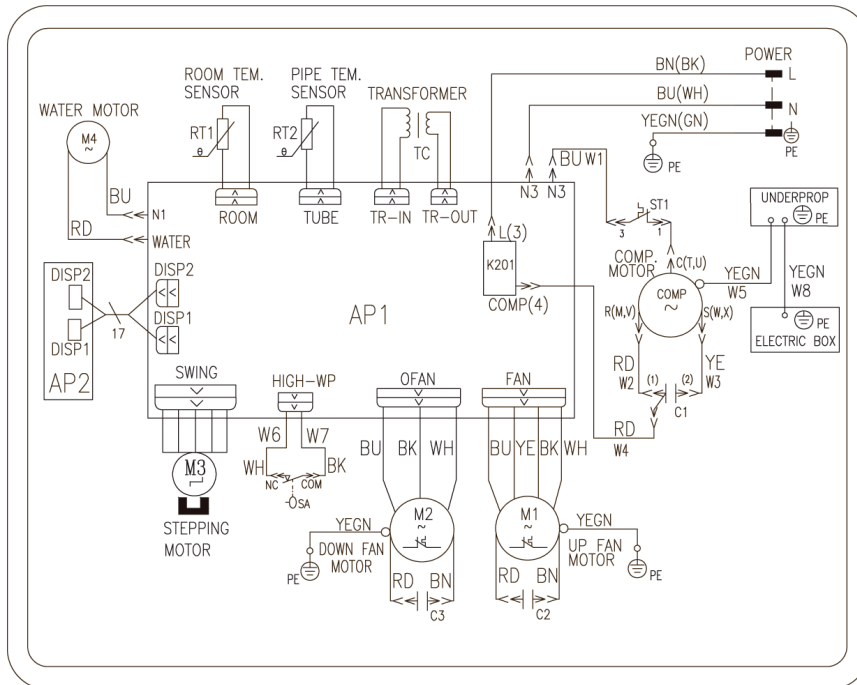 POWER
BN(BK)
L
BU(WH)
N
YEGN(GN)
PE
PE
ROOM TEM.
SENSOR
PIPE TEM.
SENSOR
TRANSFORMER
WATER MOTOR
M4
~
RT1
θ
RT2
θ
TC
BU W1
N3
N3
BU
N1
RD
WATER
ROOM
TUBE
TR-IN
TR-OUT
L(3)
K201
COMP(4)
ST1
3
1
UNDERPROP
PE
COMP.
MOTOR
C(T,U)
YEGN
W5
YEGN
W8
COMP
~
R(M,V)
S(W,X)
PE
ELECTRIC BOX
DISP2
DISP1
AP2
17
DISP2
DISP1
AP1
RD
W2
(1)
(2)
YE
W3
C1
RD
W4
SWING
HIGH-WP
OFAN
FAN
W6
W7
WH
BK
NC
COM
SA
BU
BK
WH
BU
YE
BK
WH
M3
STEPPING
MOTOR
M2
~
YEGN
DOWN FAN
MOTOR
PE
RD
BN
C3
M1
~
YEGN
UP FAN
MOTOR
PE
RD
BN
C2